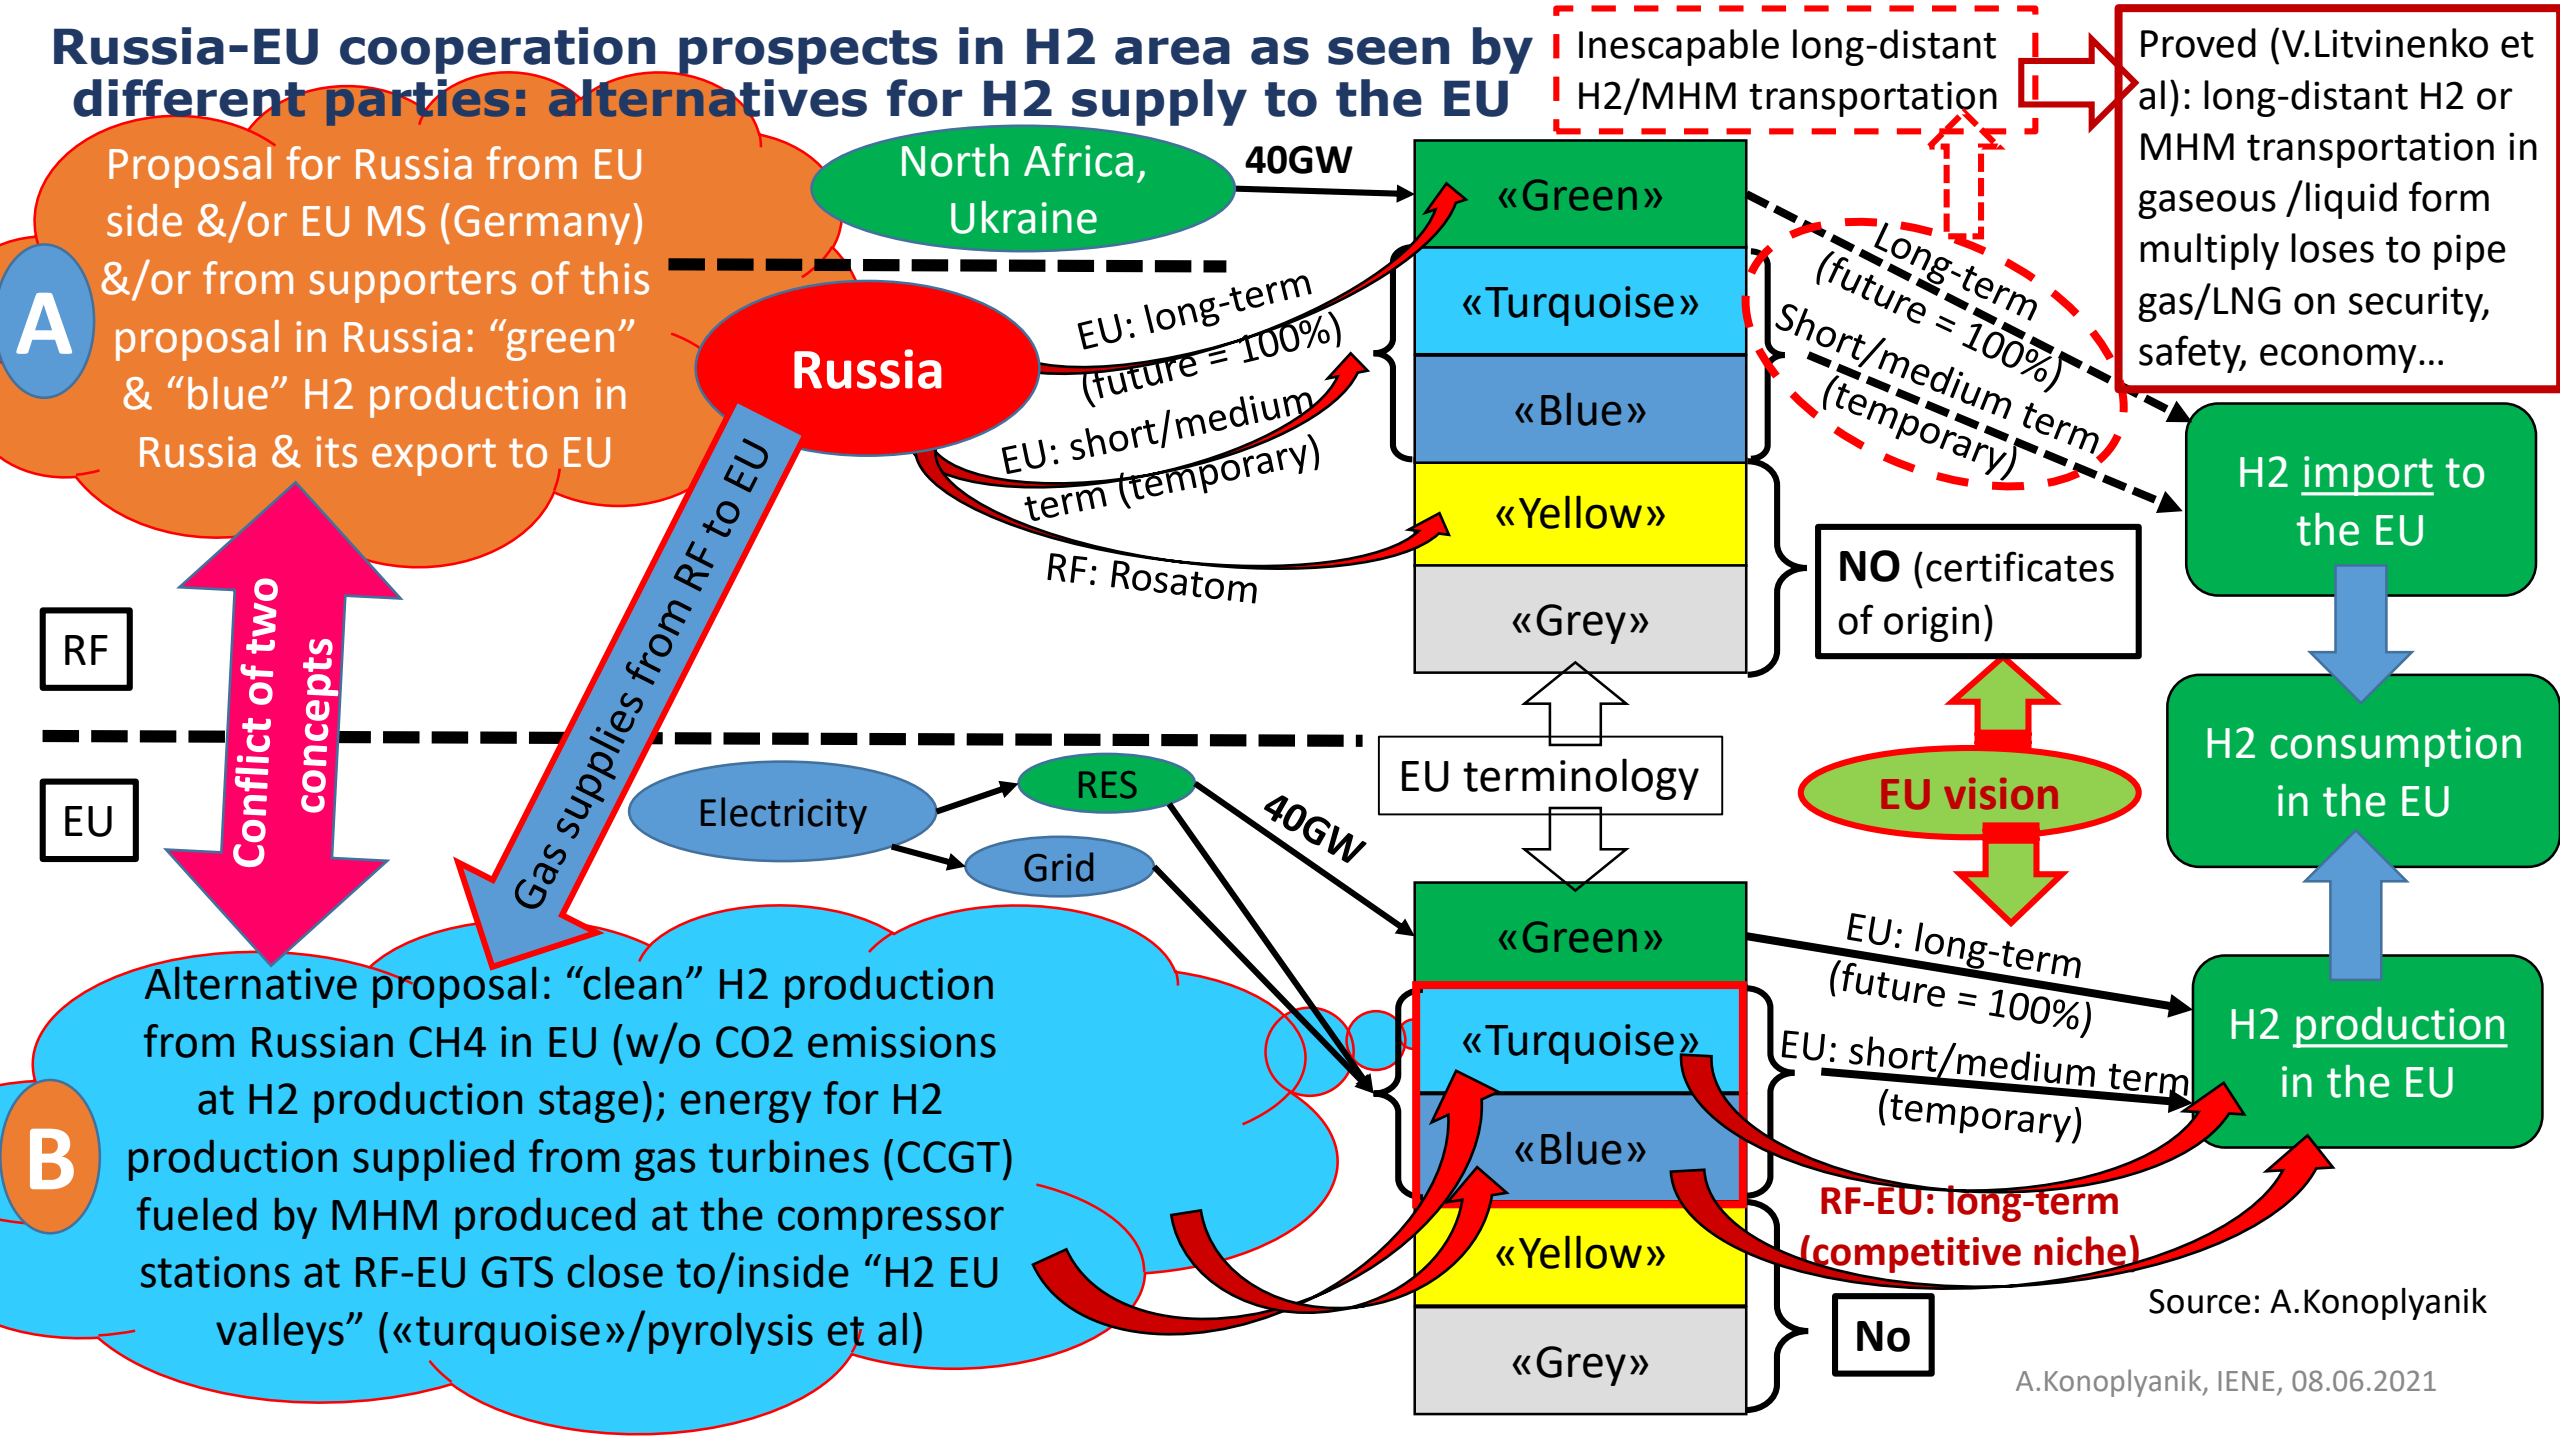 Russia-EU cooperation prospects in H2 area as seen by
different parties: alternatives for H2 supply to the EU
Inescapable long-distant
H2/MHM transportation
Proved (V.Litvinenko et
al): long-distant H2 or
MHM transportation in
gaseous /liquid form
multiply loses to pipe
gas/LNG on security,
safety, economy...
A
Proposal for Russia from EU
side &/or EU MS (Germany)
&/or from supporters of this
proposal in Russia: “green”
& “blue” H2 production in
Russia & its export to EU
North Africa,
Ukraine
40GW
Russia
EU: long-term
(future = 100%)
EU: short/medium
term (temporary)
RF: Rosatom
«Green»
«Turquoise»
«Blue»
«Yellow»
«Grey»
Long-term
(future = 100%)
Short/medium term
(temporary)
NO (certificates
of origin)
H2 import to
the EU
RF
EU
Conflict of two
concepts
Gas supplies from RF to EU
Electricity
RES
Grid
40GW
EU terminology
EU vision
H2 consumption
in the EU
B
Alternative proposal: “clean” H2 production
from Russian CH4 in EU (w/o CO2 emissions
at H2 production stage); energy for H2
production supplied from gas turbines (CCGT)
fueled by MHM produced at the compressor
stations at RF-EU GTS close to/inside “H2 EU
valleys” («turquoise»/pyrolysis et al)
«Green»
«Turquoise»
«Blue»
«Yellow»
«Grey»
EU: long-term
(future = 100%)
EU: short/medium term
(temporary)
H2 production
in the EU
RF-EU: long-term
(competitive niche)
No
Source: A.Konoplyanik
A.Konoplyanik, IENE, 08.06.2021